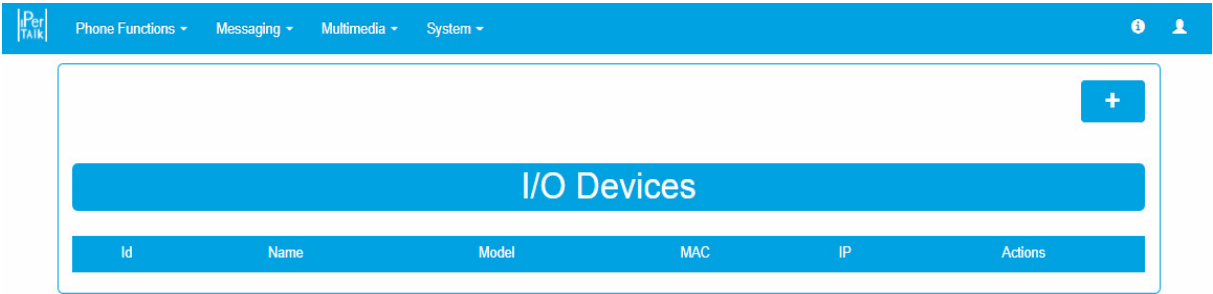 iPer
TAlk
Phone Functions Messaging Multimedia System
+
I/O Devices
Id Name Model MAC IP Actions